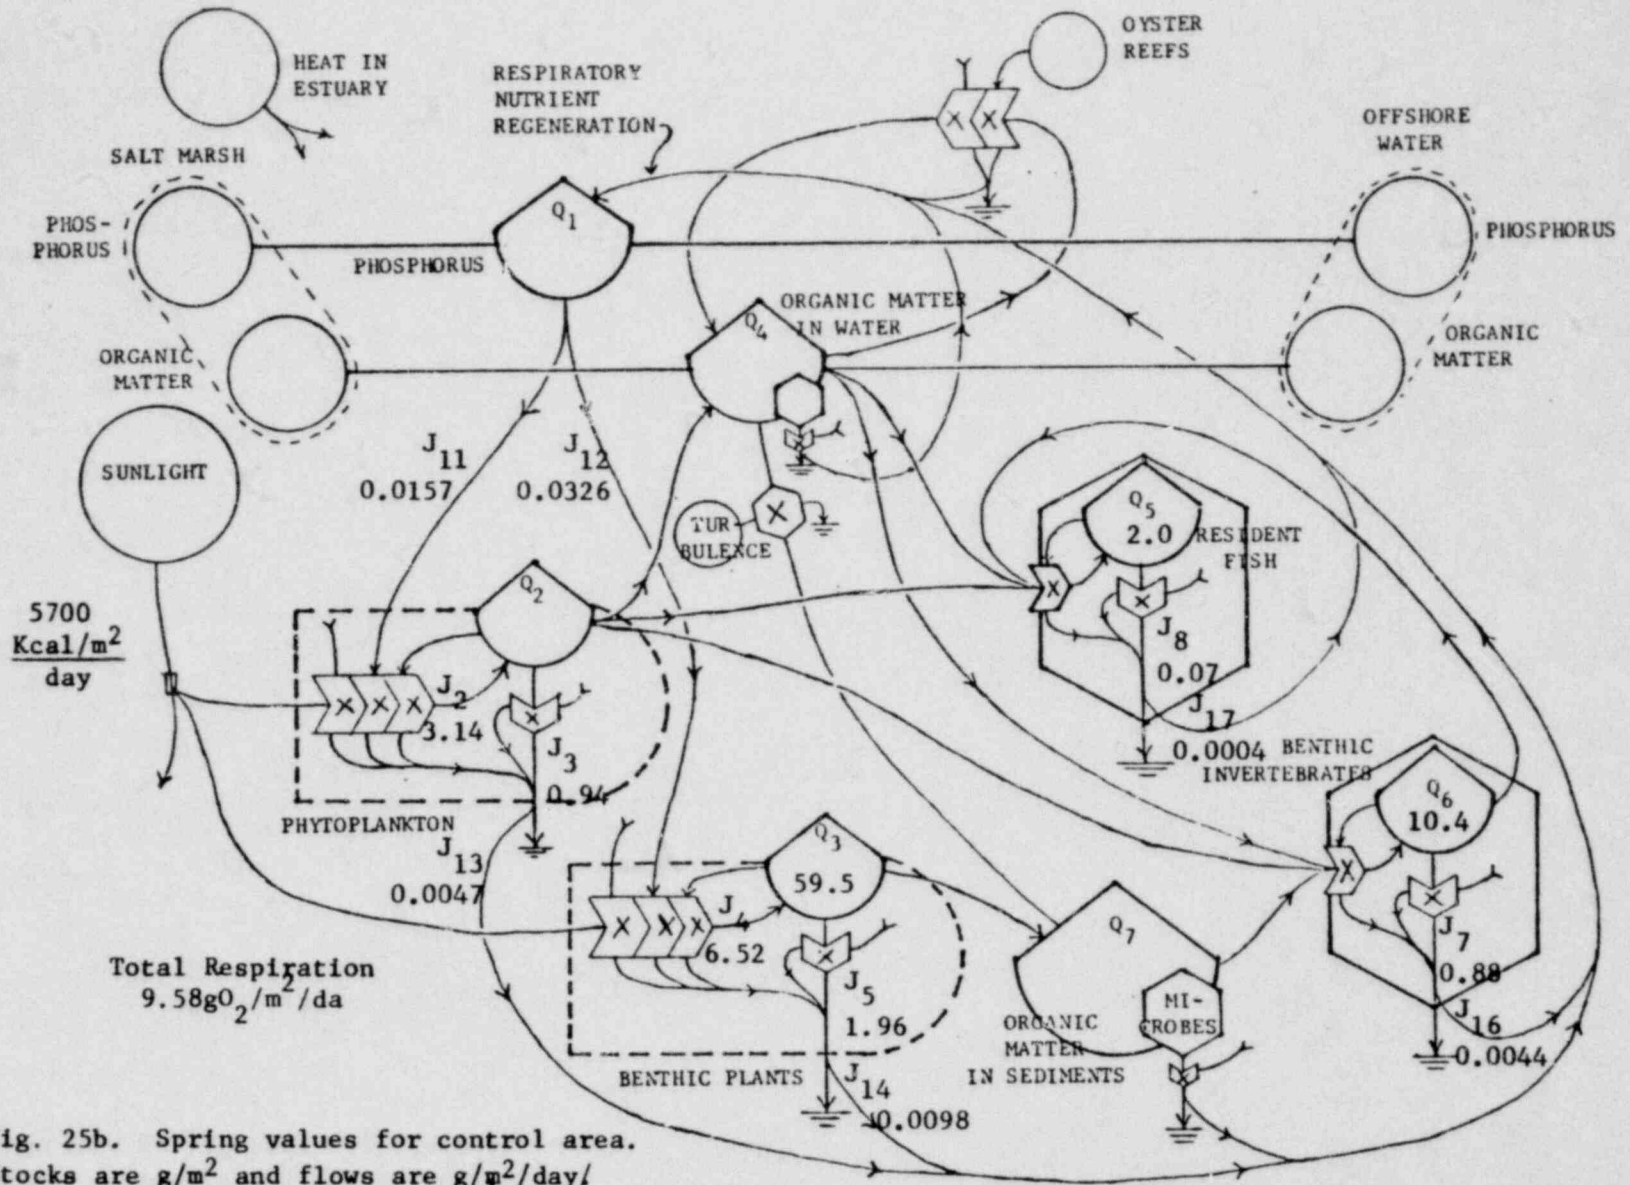 HEAT IN
ESTUARY
RESPIRATORY
NUTRIENT
REGENERATION
OYSTER
REEFS
OFFSHORE
WATER
SALT MARSH
PHOS-
PHORUS
PHOSPHORUS
Q1
PHOSPHORUS
ORGANIC MATTER
IN WATER
Q4
ORGANIC
MATTER
ORGANIC
MATTER
SUNLIGHT
J11
0.0157
J12
0.0326
TUR
BULENCE
X
X X
Q5
2.0
RESIDENT
FISH
X
X
J8
0.07
J17
0.0004
5700
Kcal/m2
day
Q2
X X X
J2
3.14
X
J3
0.94
PHYTOPLANKTON
J13
0.0047
BENTHIC
INVERTEBRATES
Q6
10.4
X
X
J7
0.88
J16
0.0044
Q3
59.5
X X X
J4
6.52
X
J5
1.96
BENTHIC PLANTS
J14
0.0098
Q7
MI-
CROBES
ORGANIC
MATTER
IN SEDIMENTS
Total Respiration
9.58gO2/m2/da
ig. 25b. Spring values for control area.
tocks are g/m2 and flows are g/m2/day/